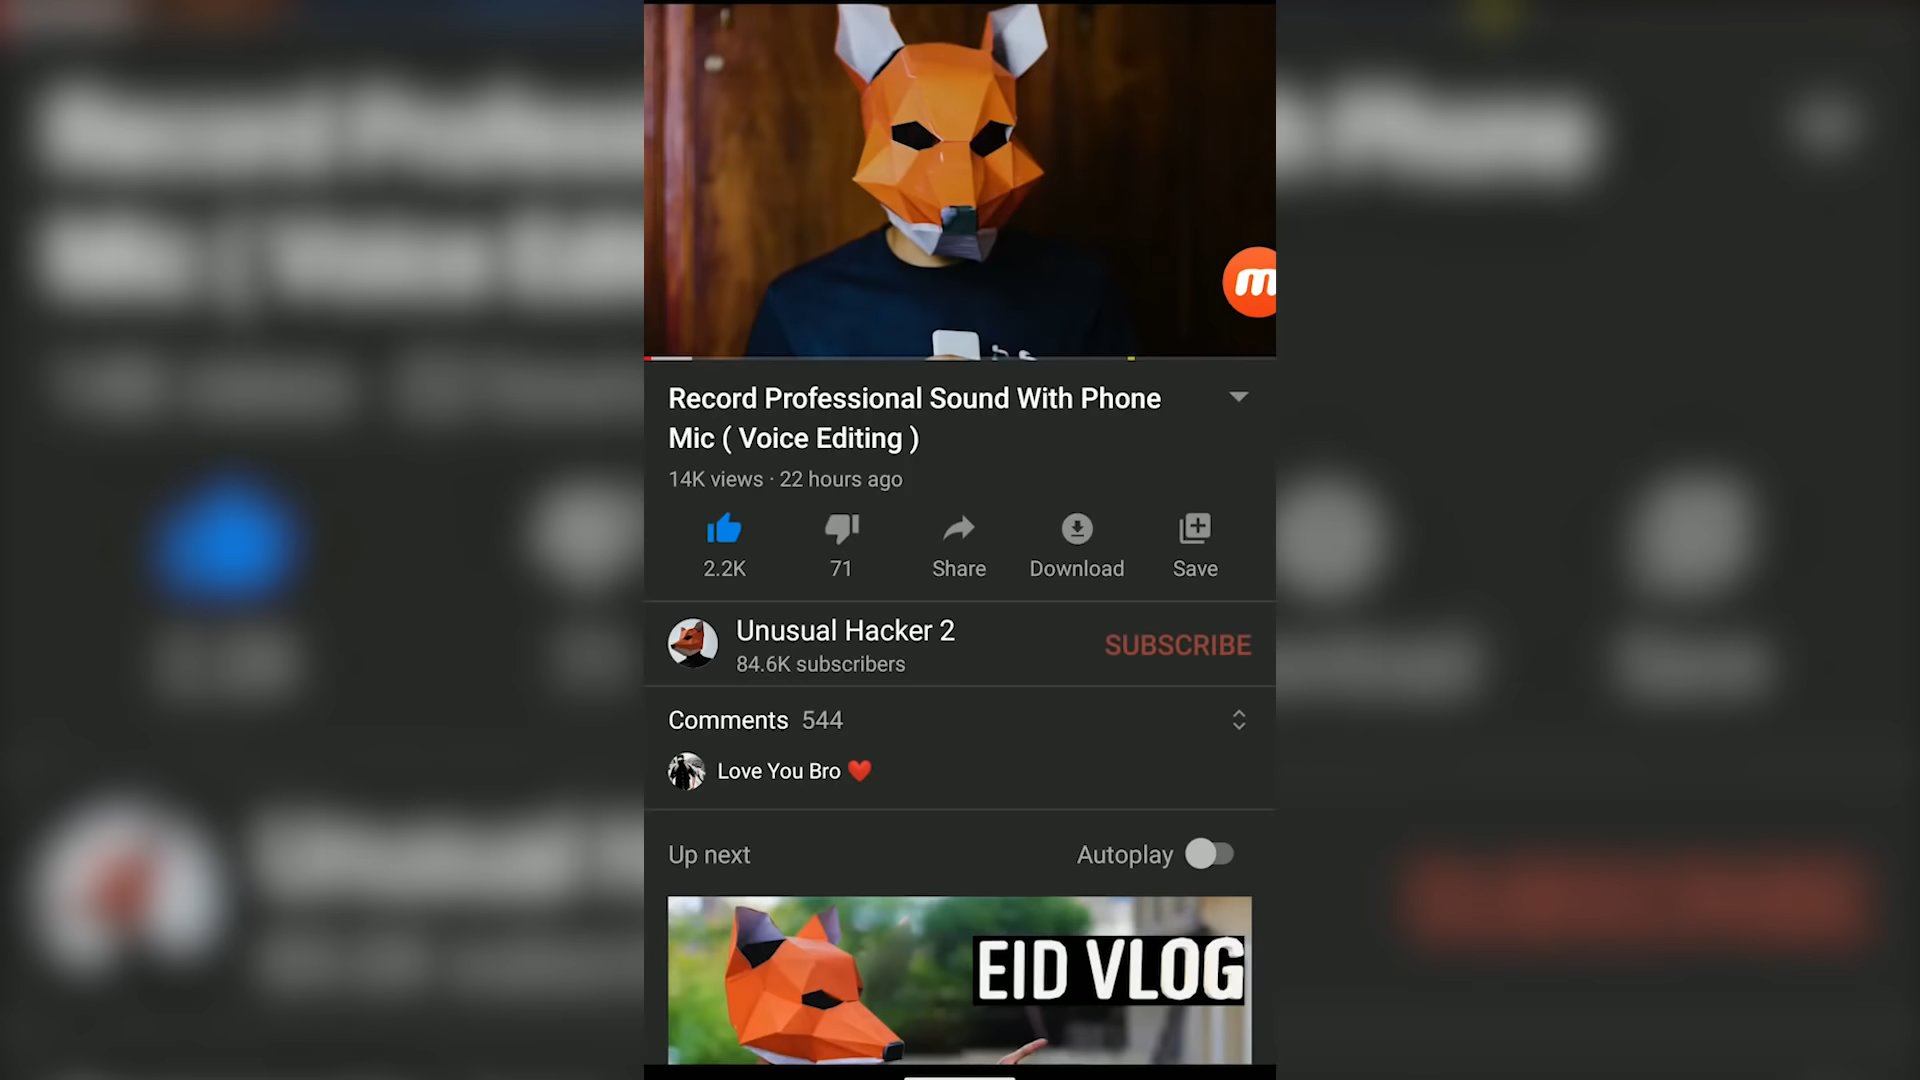 m
Record Professional Sound With Phone
Mic ( Voice Editing )
14K views · 22 hours ago
2.2K
71
Share
Download
Save
Unusual Hacker 2
84.6K subscribers
SUBSCRIBE
Comments 544
Love You Bro ❤️
Up next
Autoplay
EID VLOG